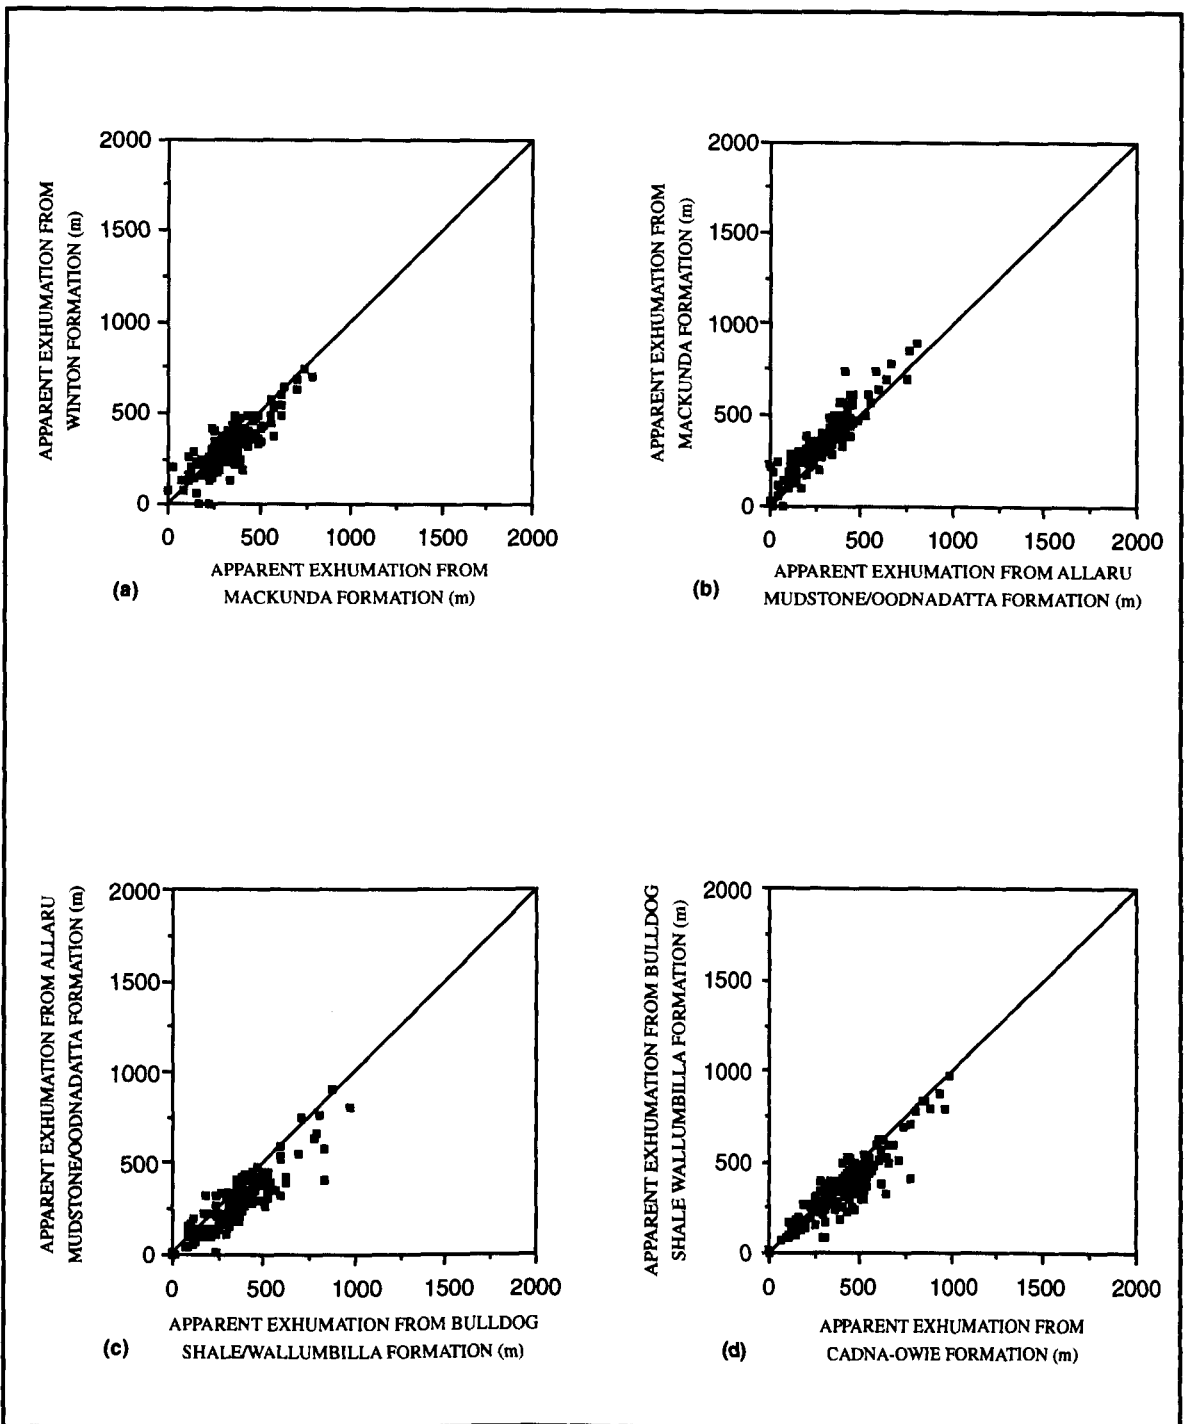 2000
1500
1000
500
0
0 500 1000 1500 2000
APPARENT EXHUMATION FROM
WINTON FORMATION (m)
APPARENT EXHUMATION FROM
MACKUNDA FORMATION (m)
(a)
2000
1500
1000
500
0
0 500 1000 1500 2000
APPARENT EXHUMATION FROM
MACKUNDA FORMATION (m)
APPARENT EXHUMATION FROM ALLARU
MUDSTONE/OODNADATTA FORMATION (m)
(b)
2000
1500
1000
500
0
0 500 1000 1500 2000
APPARENT EXHUMATION FROM ALLARU
MUDSTONE/OODNADATTA FORMATION (m)
APPARENT EXHUMATION FROM BULLDOG
SHALE/WALLUMBILLA FORMATION (m)
(c)
2000
1500
1000
500
0
0 500 1000 1500 2000
APPARENT EXHUMATION FROM BULLDOG
SHALE WALLUMBILLA FORMATION (m)
APPARENT EXHUMATION FROM
CADNA-OWIE FORMATION (m)
(d)